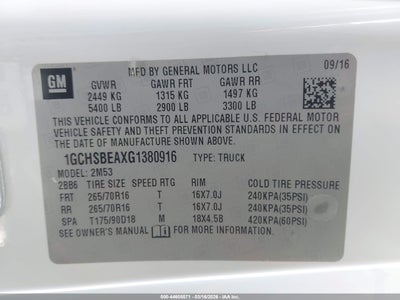 GM
MFD BY GENERAL MOTORS LLC 09/16
GVWR GAWR FRT GAWR RR
2449 KG 1315 KG 1497 KG
5400 LB 2900 LB 3300 LB
THIS VEHICLE CONFORMS TO ALL APPLICABLE U.S. FEDERAL
MOTOR VEHICLE SAFETY AND THEFT PREVENTION STANDARDS IN EFFECT
ON THE DATE OF MANUFACTURE SHOWN ABOVE.
1GCHSBEAXG1380916 TYPE: TRUCK
MODEL: 2M53
2BB6 TIRE SIZE SPEED RTG RIM COLD TIRE PRESSURE
FRT 265/70R16 T 16X7.0J 240KPA(35PSI)
RR 265/70R16 T 16X7.0J 240KPA(35PSI)
SPA T175/90D18 M 18X4.5B 420KPA(60PSI)
SEE OWNER'S MANUAL FOR ADDITIONAL INFORMATION